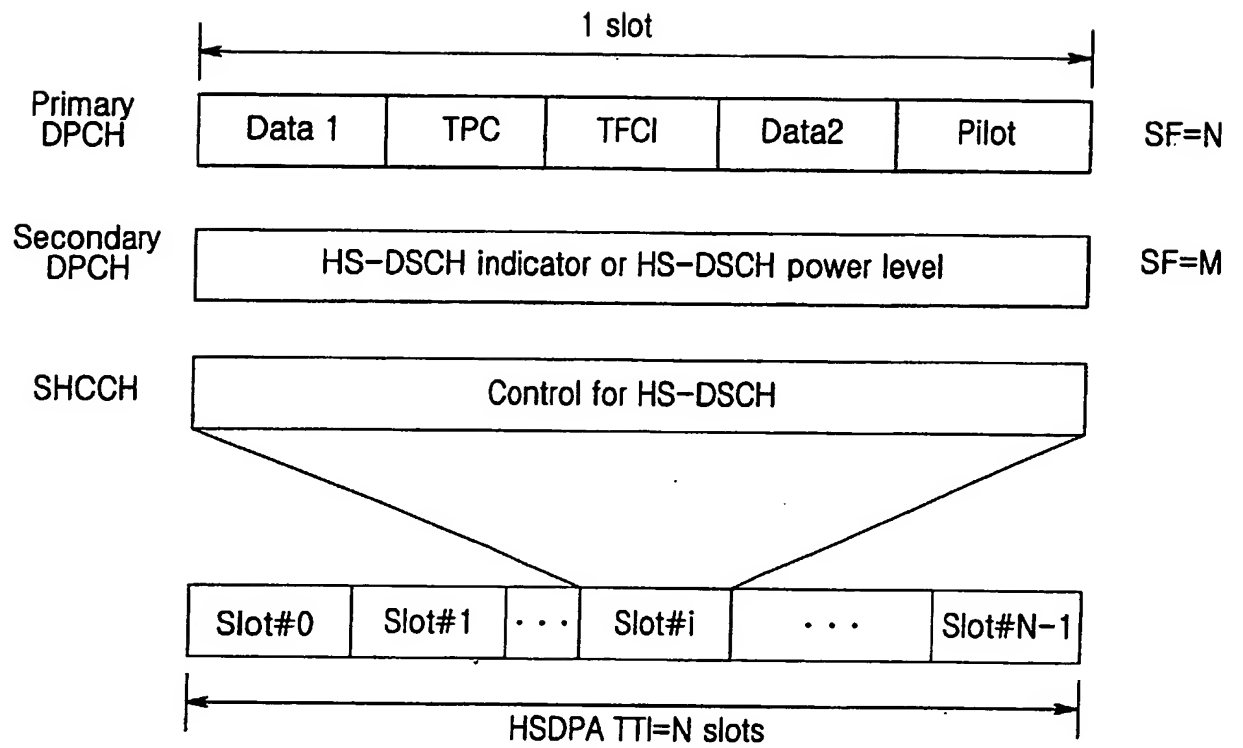 1 slot
Primary DPCH
Data 1 TPC TFCI Data2 Pilot
SF=N
Secondary DPCH
HS-DSCH indicator or HS-DSCH power level
SF=M
SHCCH
Control for HS-DSCH
Slot#0 Slot#1 ··· Slot#i ··· Slot#N-1
HSDPA TTI=N slots